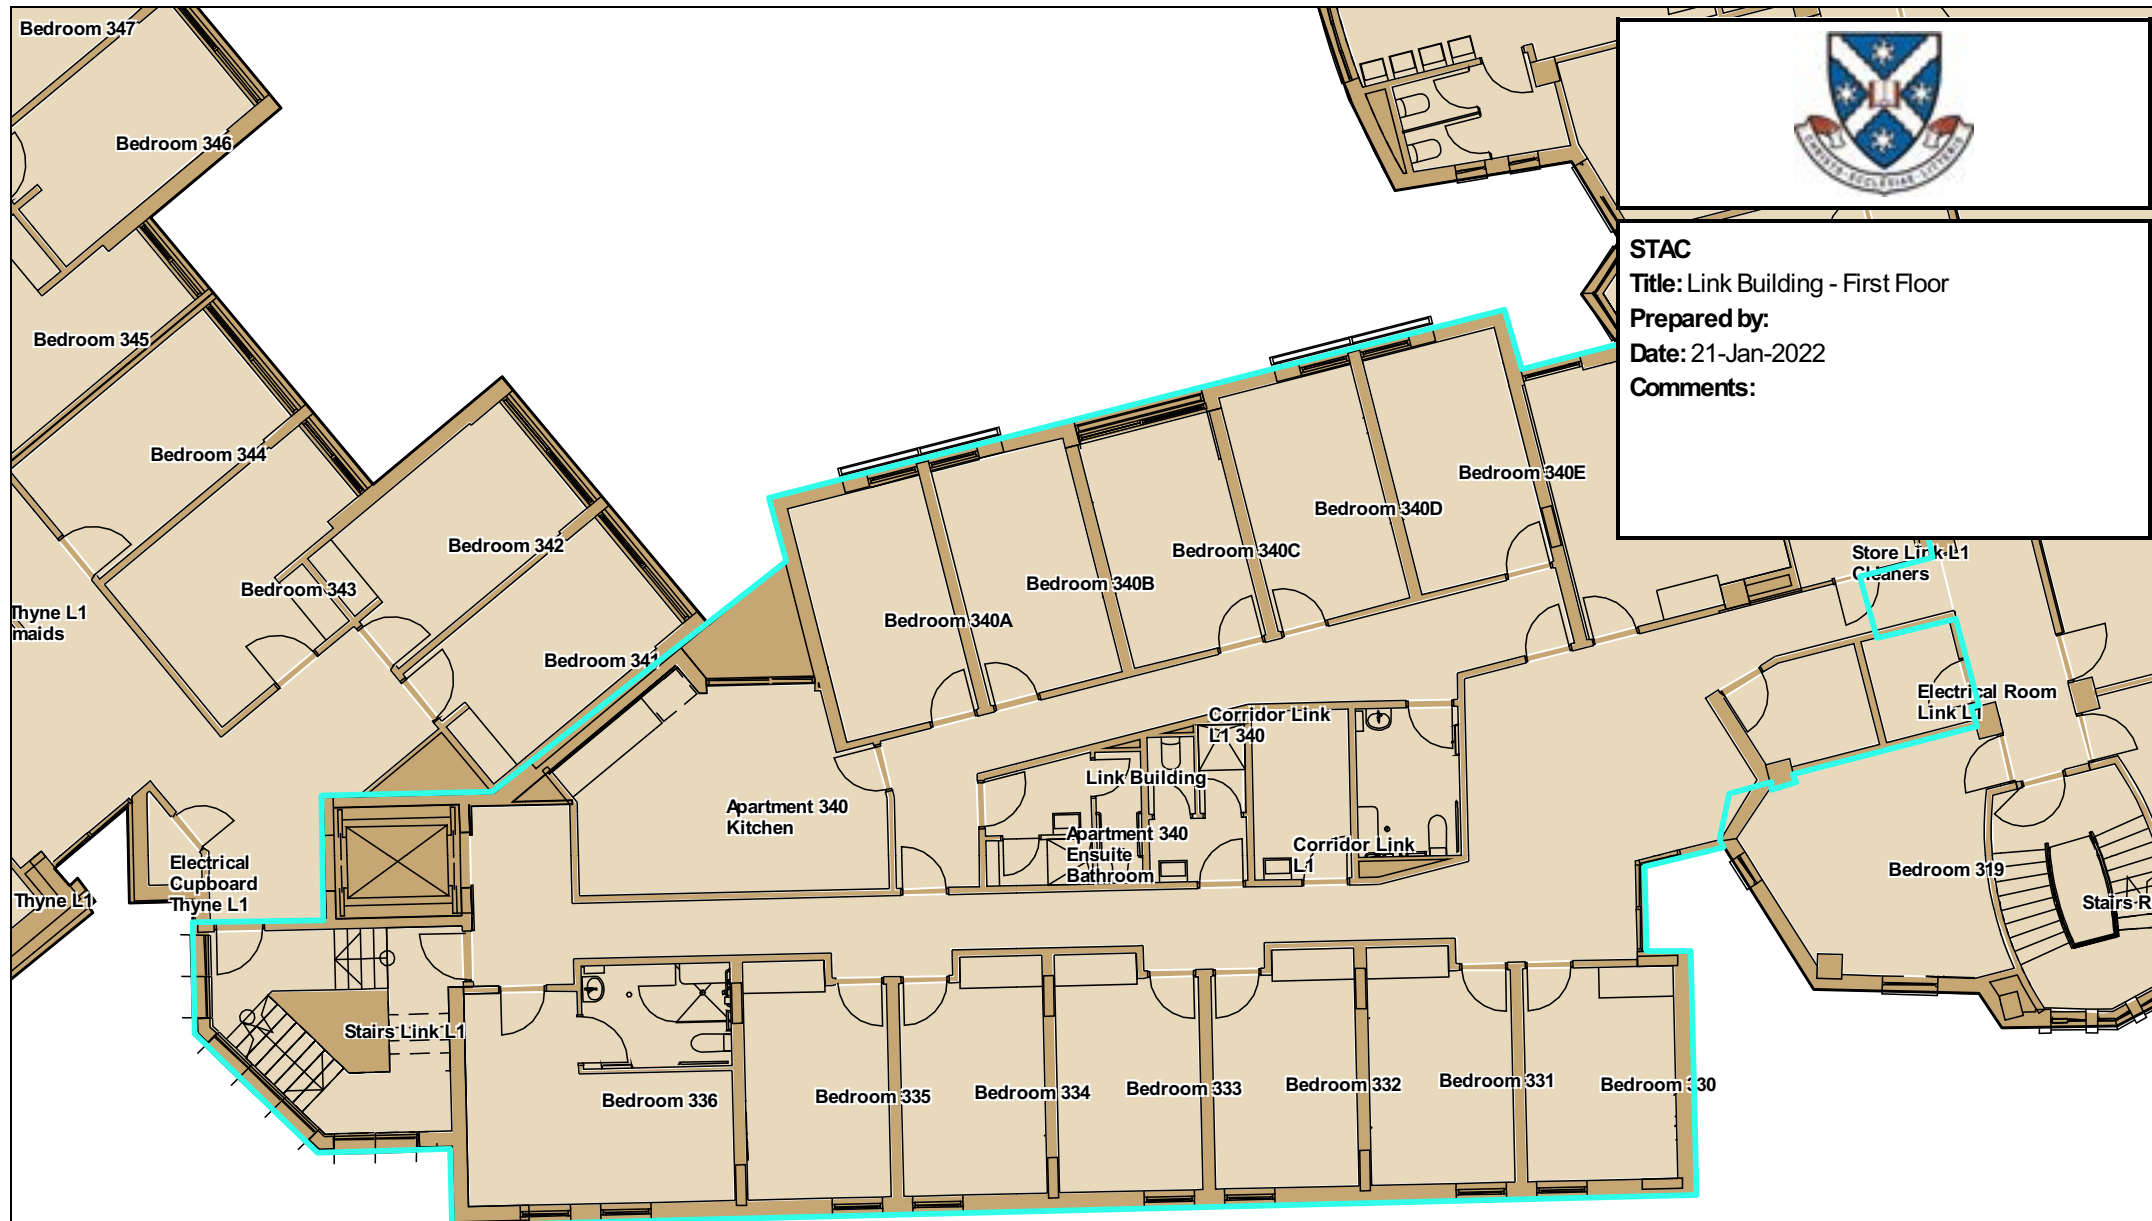 Bedroom 347
Bedroom 346
Bedroom 345
Bedroom 344
Bedroom 343
Bedroom 342
Bedroom 341
Thyne L1
maids
Thyne L1
Electrical
Cupboard
Thyne L1
Stairs Link L1
Apartment 340
Kitchen
Bedroom 340A
Bedroom 340B
Bedroom 340C
Bedroom 340D
Bedroom 340E
Corridor Link
L1 340
Link Building
Apartment 340
Ensuite
Bathroom
Corridor Link
L1
Bedroom 336
Bedroom 335
Bedroom 334
Bedroom 333
Bedroom 332
Bedroom 331
Bedroom 330
Bedroom 319
Stairs R
Electrical Room
Link L1
Store Link L1
Cleaners
CHRISTO-ECCLESIAE-LITTERIS
STAC
Title: Link Building - First Floor
Prepared by:
Date: 21-Jan-2022
Comments: